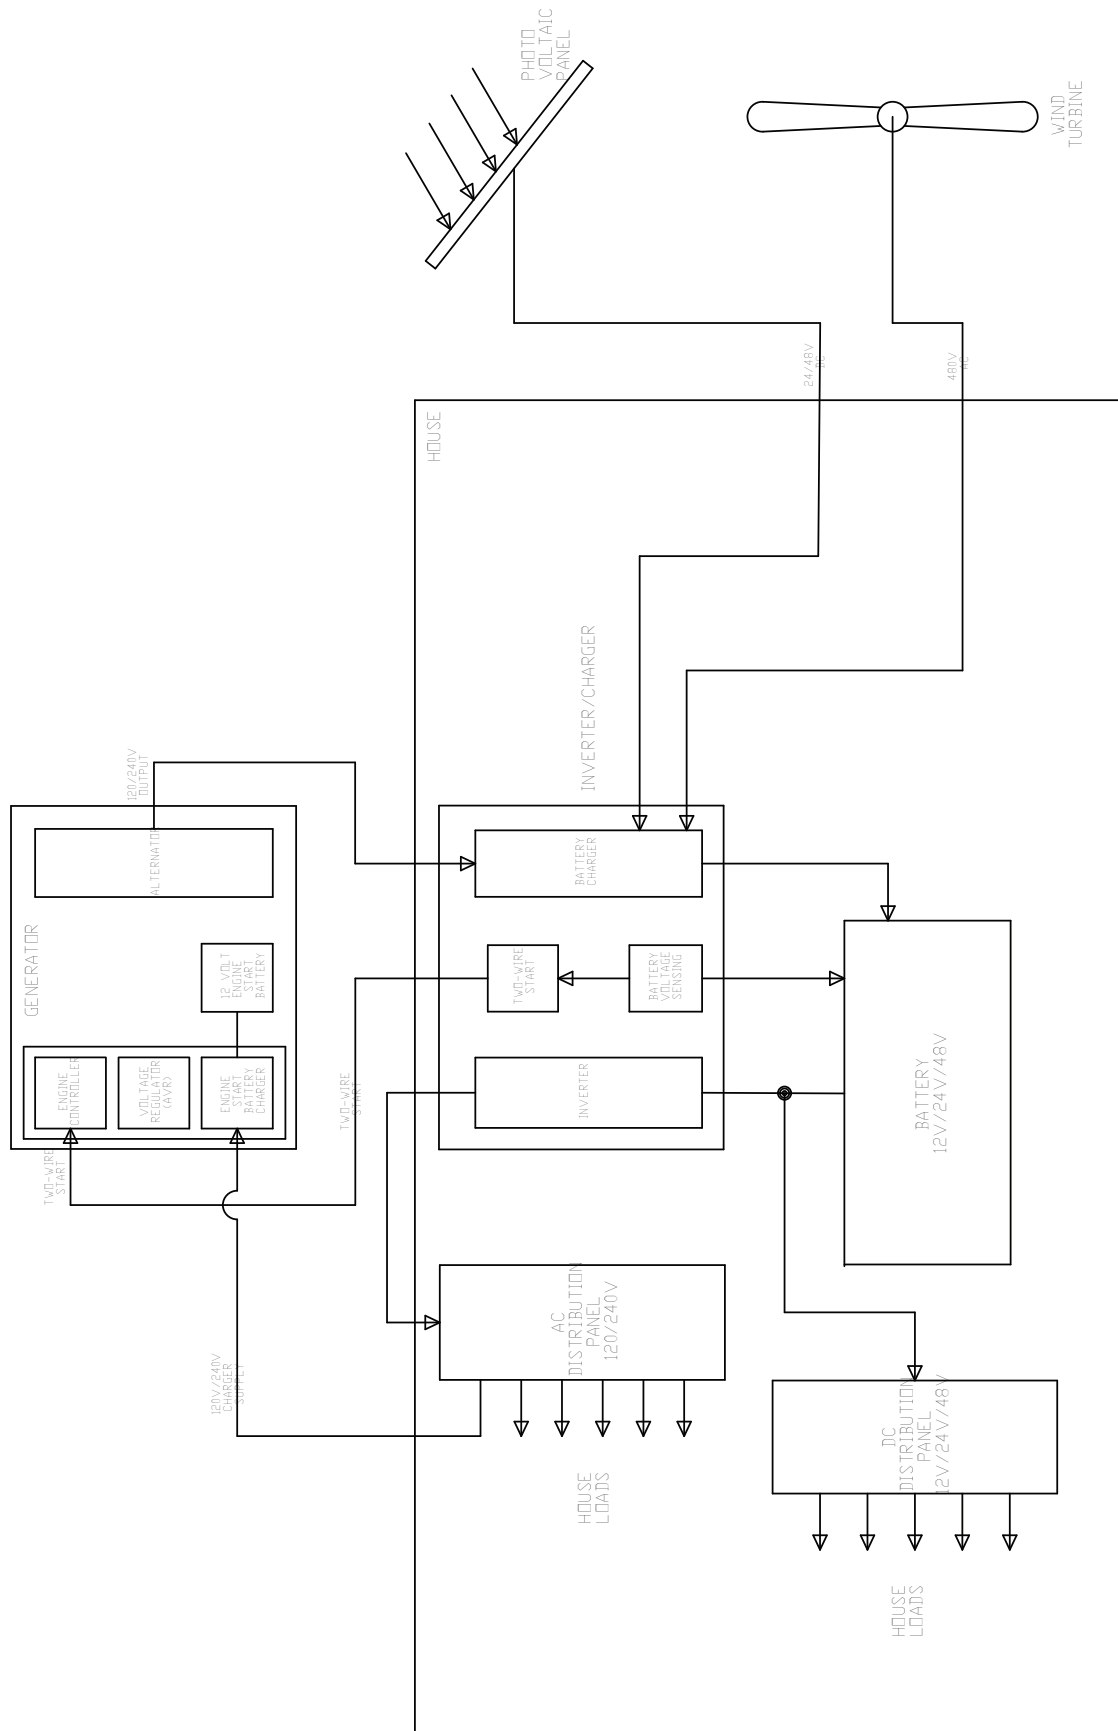 PHOTO
VOLTAIC
PANEL
WIND
TURBINE
24/48V
DC
480V
AC
HOUSE
INVERTER/CHARGER
120/240V
OUTPUT
ALTERNATOR
GENERATOR
BATTERY
CHARGER
12 VOLT
ENGINE
START
BATTERY
TWO-WIRE
START
BATTERY
VOLTAGE
SENSING
ENGINE
CONTROLLER
VOLTAGE
REGULATOR
(AVR)
ENGINE
START
BATTERY
CHARGER
TWO-WIRE
START
INVERTER
BATTERY
12V/24V/48V
TWO-WIRE
START
AC
DISTRIBUTION
PANEL
120/240V
120V/240V
CHARGER
SUPPLY
DC
DISTRIBUTION
PANEL
12V/24V/48V
HOUSE
LOADS
HOUSE
LOADS